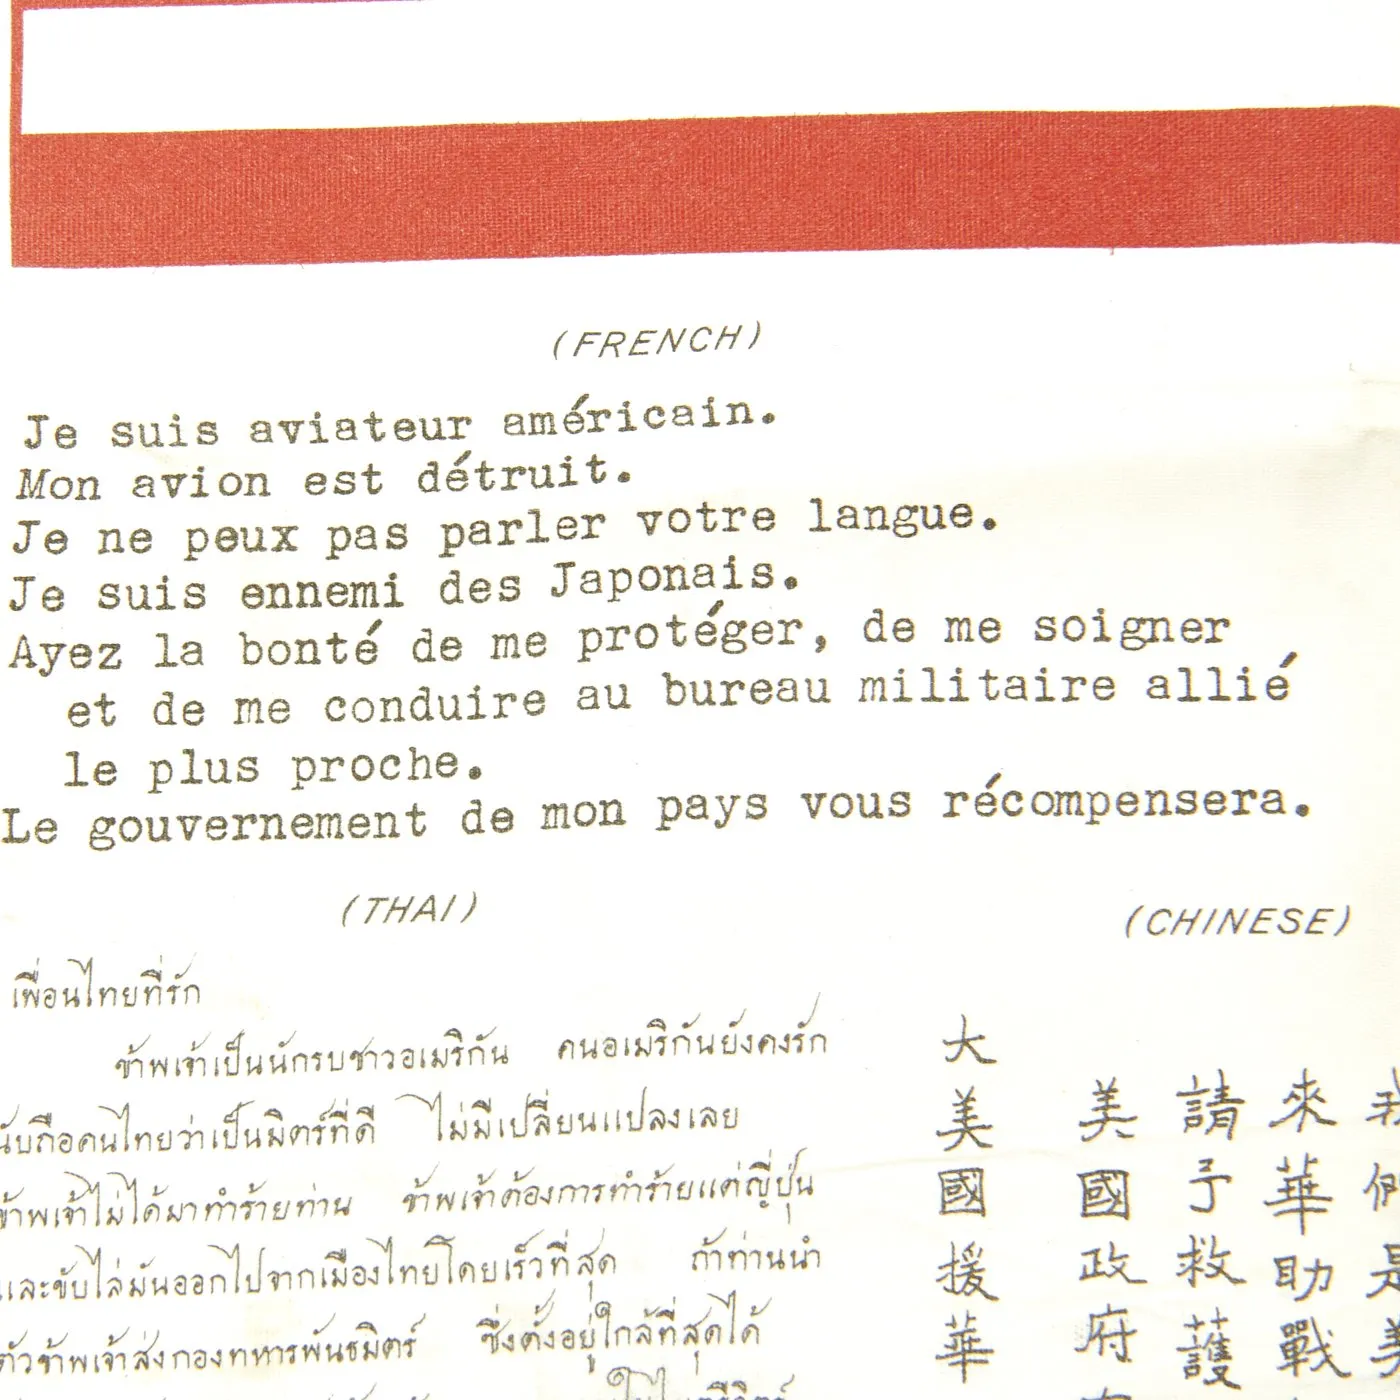 (FRENCH)
Je suis aviateur américain.
Mon avion est détruit.
Je ne peux pas parler votre langue.
Je suis ennemi des Japonais.
Ayez la bonté de me protéger, de me soigner
et de me conduire au bureau militaire allié
le plus proche.
Le gouvernement de mon pays vous récompensera.
(THAI)
เพื่อนไทยที่รัก
ข้าพเจ้าเป็นนักรบชาวอเมริกัน คนอเมริกันยังคงรัก
นับถือคนไทยว่าเป็นมิตร์ที่ดี ไม่มีเปลี่ยนแปลงเลย
ข้าพเจ้าไม่ได้มาทำร้ายท่าน ข้าพเจ้าต้องการทำร้ายแต่ญี่ปุ่น
และขับไล่มันออกไปจากเมืองไทยโดยเร็วที่สุด ถ้าท่านนำ
ตัวข้าพเจ้าส่งกองทหารพันธมิตร์ ซึ่งตั้งอยู่ใกล้ที่สุดได้
(CHINESE)
來華助戰
請予救護
美國政府
大美國援華